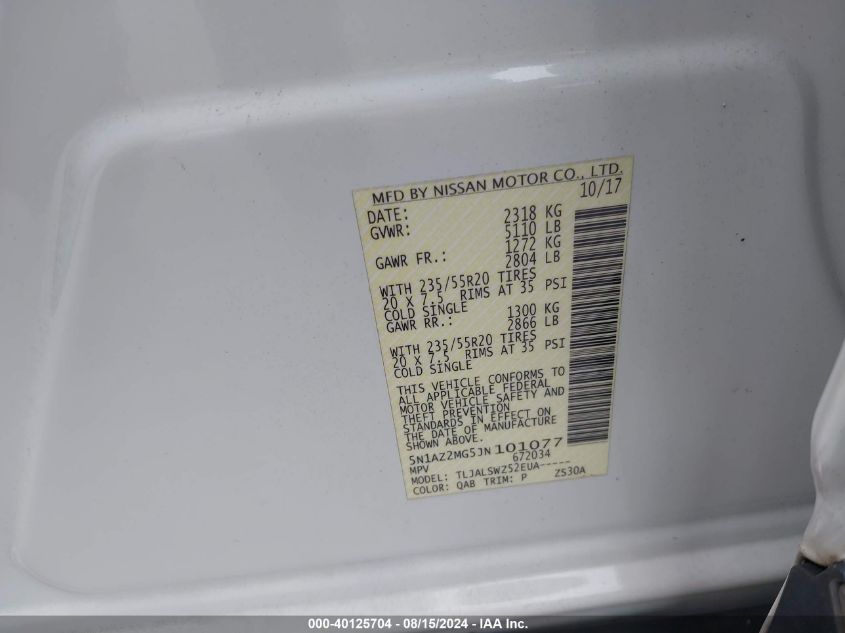 MFD BY NISSAN MOTOR CO., LTD.
DATE: 10/17
GVWR: 2318 KG
5110 LB
GAWR FR.: 1272 KG
2804 LB
WITH 235/55R20 TIRES
20 X 7.5 RIMS AT 35 PSI
COLD SINGLE
GAWR RR.: 1300 KG
2866 LB
WITH 235/55R20 TIRES
20 X 7.5 RIMS AT 35 PSI
COLD SINGLE
THIS VEHICLE CONFORMS TO
ALL APPLICABLE FEDERAL
MOTOR VEHICLE SAFETY AND
THEFT PREVENTION
STANDARDS IN EFFECT ON
THE DATE OF MANUFACTURE
SHOWN ABOVE.
5N1AZ2MG5JN101077
MPV 672034
MODEL: TLJALSWZ52EUA-----
COLOR: QAB TRIM: P Z530A
000-40125704 - 08/15/2024 - IAA Inc.